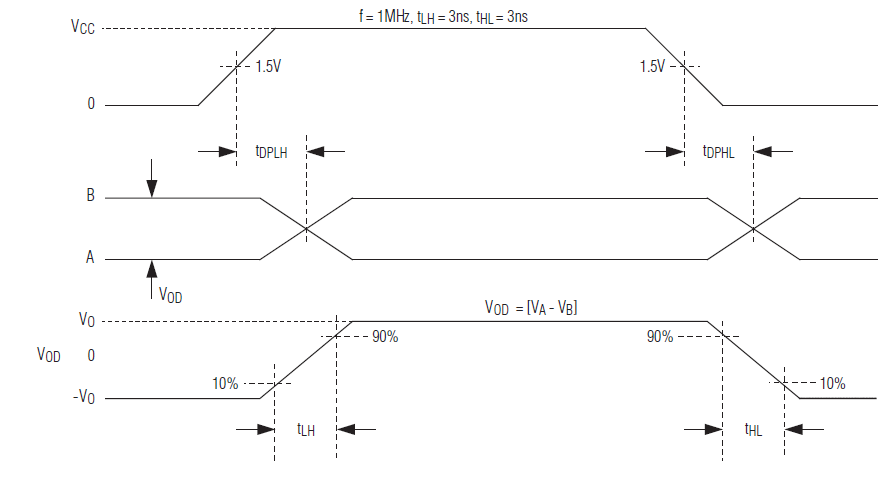 f = 1MHz, tLH = 3ns, tHL = 3ns
VCC
1.5V
1.5V
0
tDPLH
tDPHL
B
A
VOD
VOD = [VA - VB]
VO
90%
90%
VOD 0
10%
10%
-VO
tLH
tHL